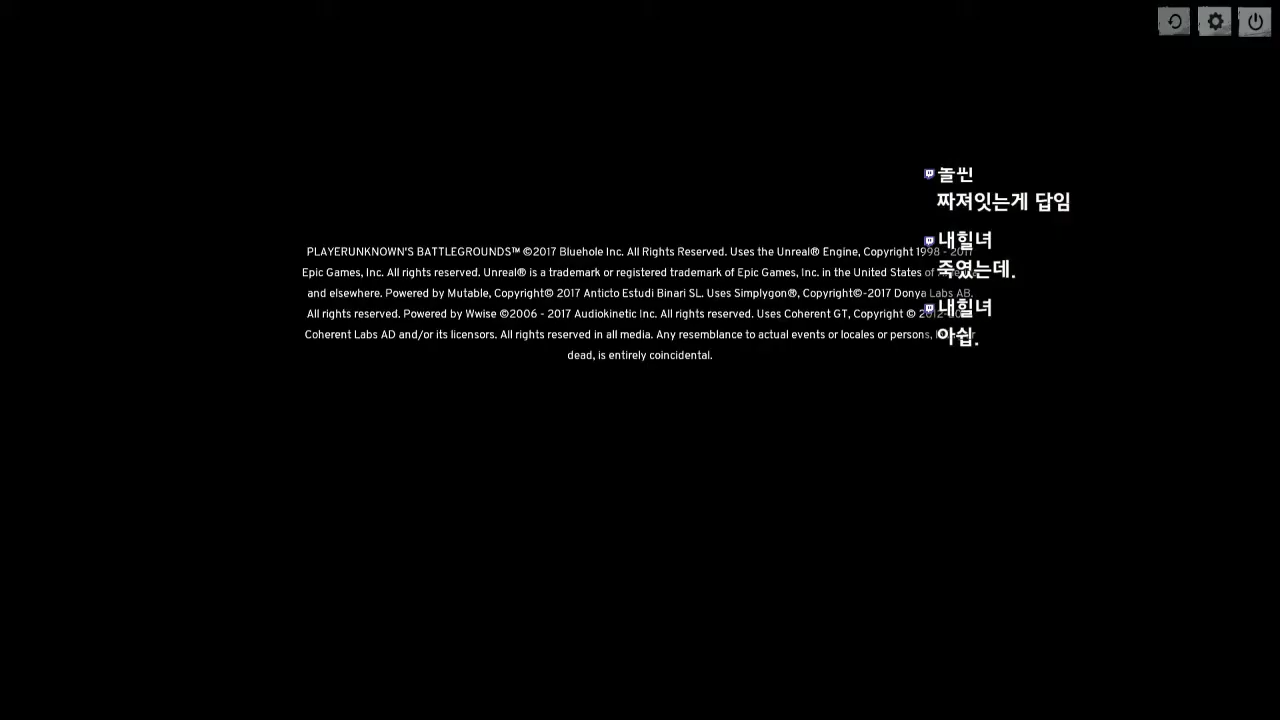 놀씬
짜져잇는게 답임
내힐녀
죽였는데.
내힐녀
아쉽.
PLAYERUNKNOWN'S BATTLEGROUNDS™ ©2017 Bluehole Inc. All Rights Reserved. Uses the Unreal® Engine, Copyright 1998 - 2017
Epic Games, Inc. All rights reserved. Unreal® is a trademark or registered trademark of Epic Games, Inc. in the United States of
and elsewhere. Powered by Mutable, Copyright© 2017 Anticto Estudi Binari SL. Uses Simplygon®, Copyright©-2017 Donya Labs AB.
All rights reserved. Powered by Wwise ©2006 - 2017 Audiokinetic Inc. All rights reserved. Uses Coherent GT, Copyright ©
Coherent Labs AD and/or its licensors. All rights reserved in all media. Any resemblance to actual events or locales or persons,
dead, is entirely coincidental.